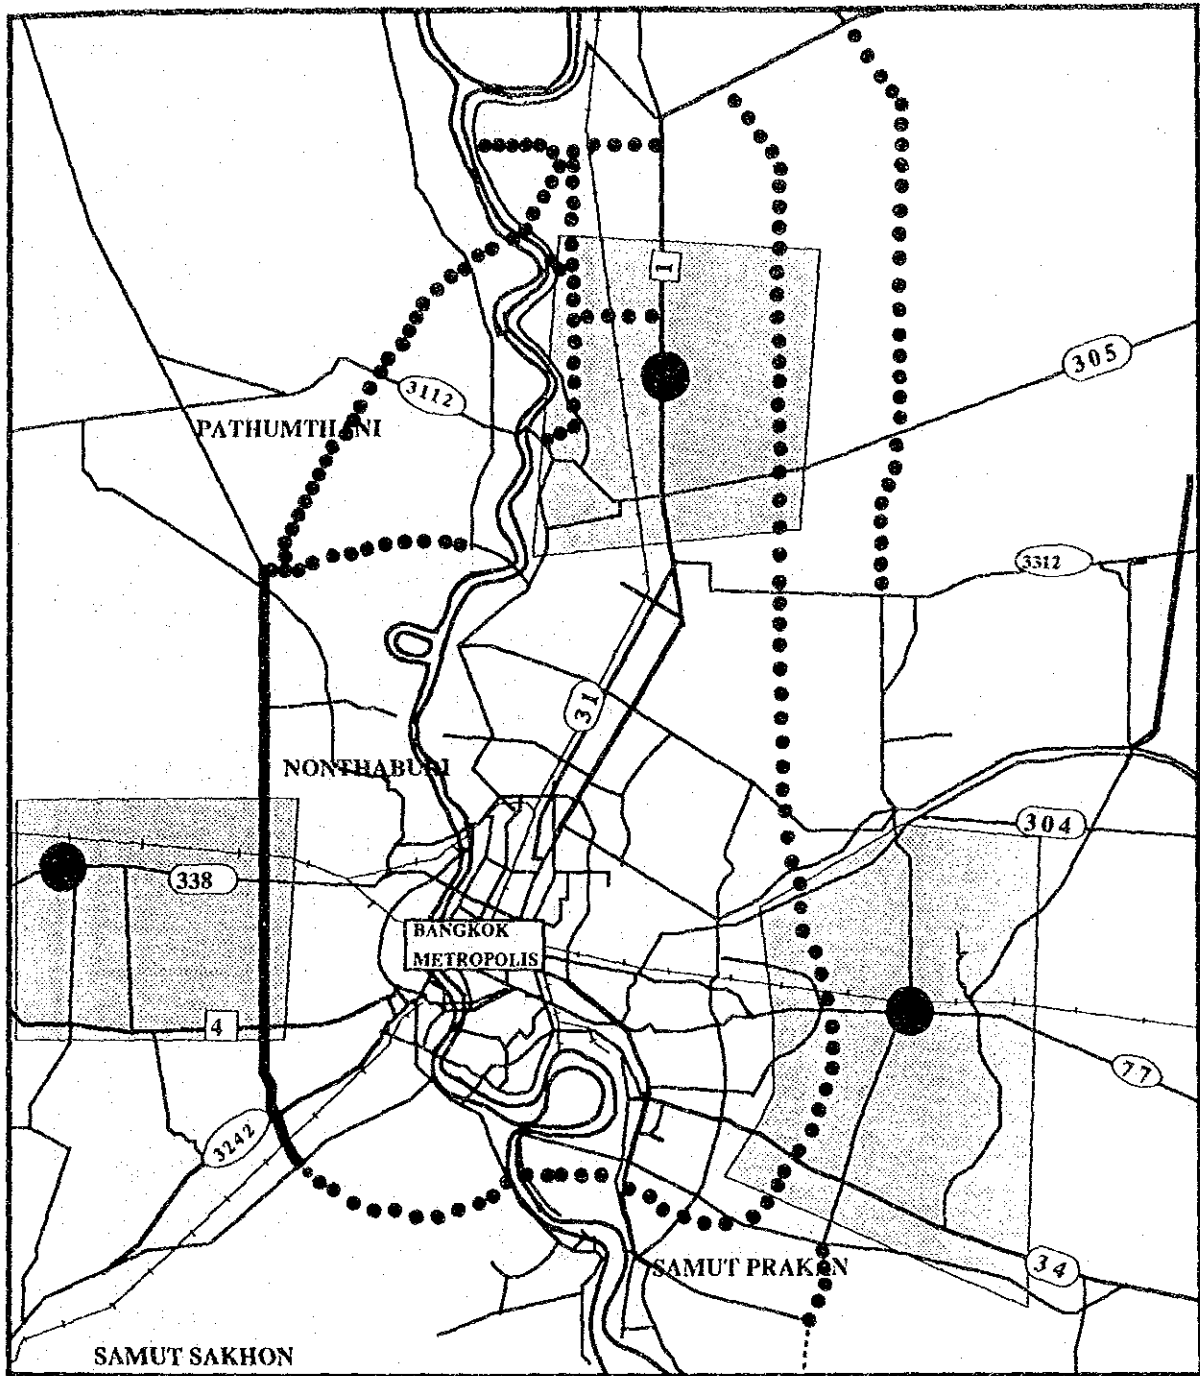 1
305
3112
PATHUMTHANI
3312
31
NONTHABURI
304
338
BANGKOK
METROPOLIS
4
77
3242
34
SAMUT PRAKAN
SAMUT SAKHON